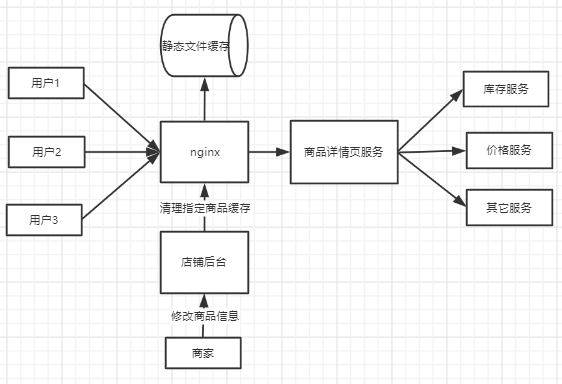 静态文件缓存
用户1
用户2
用户3
nginx
商品详情页服务
库存服务
价格服务
其它服务
清理指定商品缓存
店铺后台
修改商品信息
商家